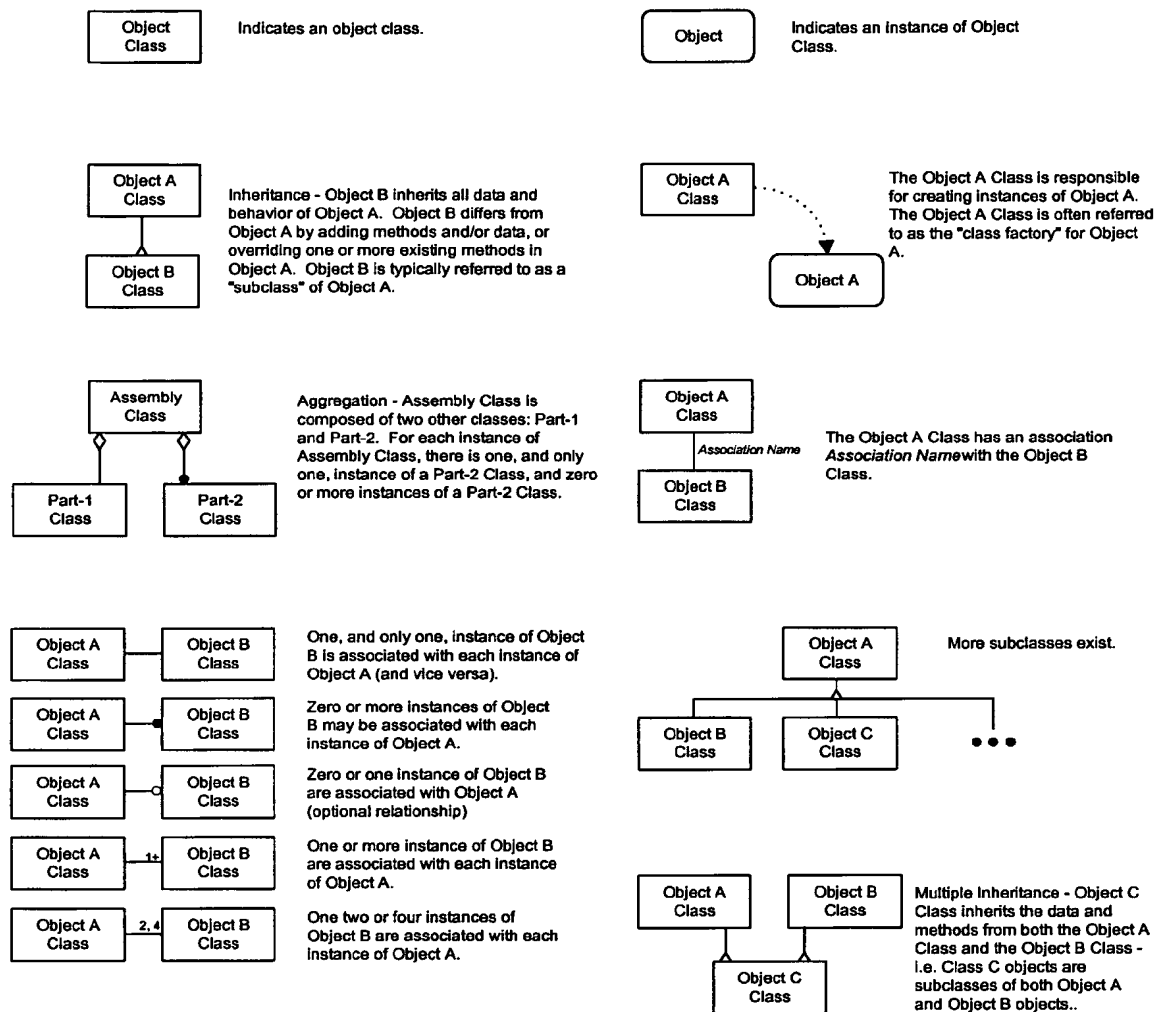 Object
Class
Indicates an object class.
Object
Indicates an instance of Object
Class.
Object A
Class
Object B
Class
Inheritance - Object B inherits all data and
behavior of Object A. Object B differs from
Object A by adding methods and/or data, or
overriding one or more existing methods in
Object A. Object B is typically referred to as a
"subclass" of Object A.
Object A
Class
Object A
The Object A Class is responsible
for creating instances of Object A.
The Object A Class is often referred
to as the "class factory" for Object
A.
Assembly
Class
Part-1
Class
Part-2
Class
Aggregation - Assembly Class is
composed of two other classes: Part-1
and Part-2. For each instance of
Assembly Class, there is one, and only
one, instance of a Part-2 Class, and zero
or more instances of a Part-2 Class.
Object A
Class
Association Name
Object B
Class
The Object A Class has an association
Association Namewith the Object B
Class.
Object A
Class
Object B
Class
One, and only one, instance of Object
B is associated with each instance of
Object A (and vice versa).
Object A
Class
Object B
Class
Zero or more instances of Object
B may be associated with each
instance of Object A.
Object A
Class
Object B
Class
Zero or one instance of Object B
are associated with Object A
(optional relationship)
Object A
Class
1+
Object B
Class
One or more instance of Object B
are associated with each instance
of Object A.
Object A
Class
2, 4
Object B
Class
One two or four instances of
Object B are associated with each
instance of Object A.
Object A
Class
Object B
Class
Object C
Class
More subclasses exist.
Object A
Class
Object B
Class
Object C
Class
Multiple Inheritance - Object C
Class inherits the data and
methods from both the Object A
Class and the Object B Class -
i.e. Class C objects are
subclasses of both Object A
and Object B objects..